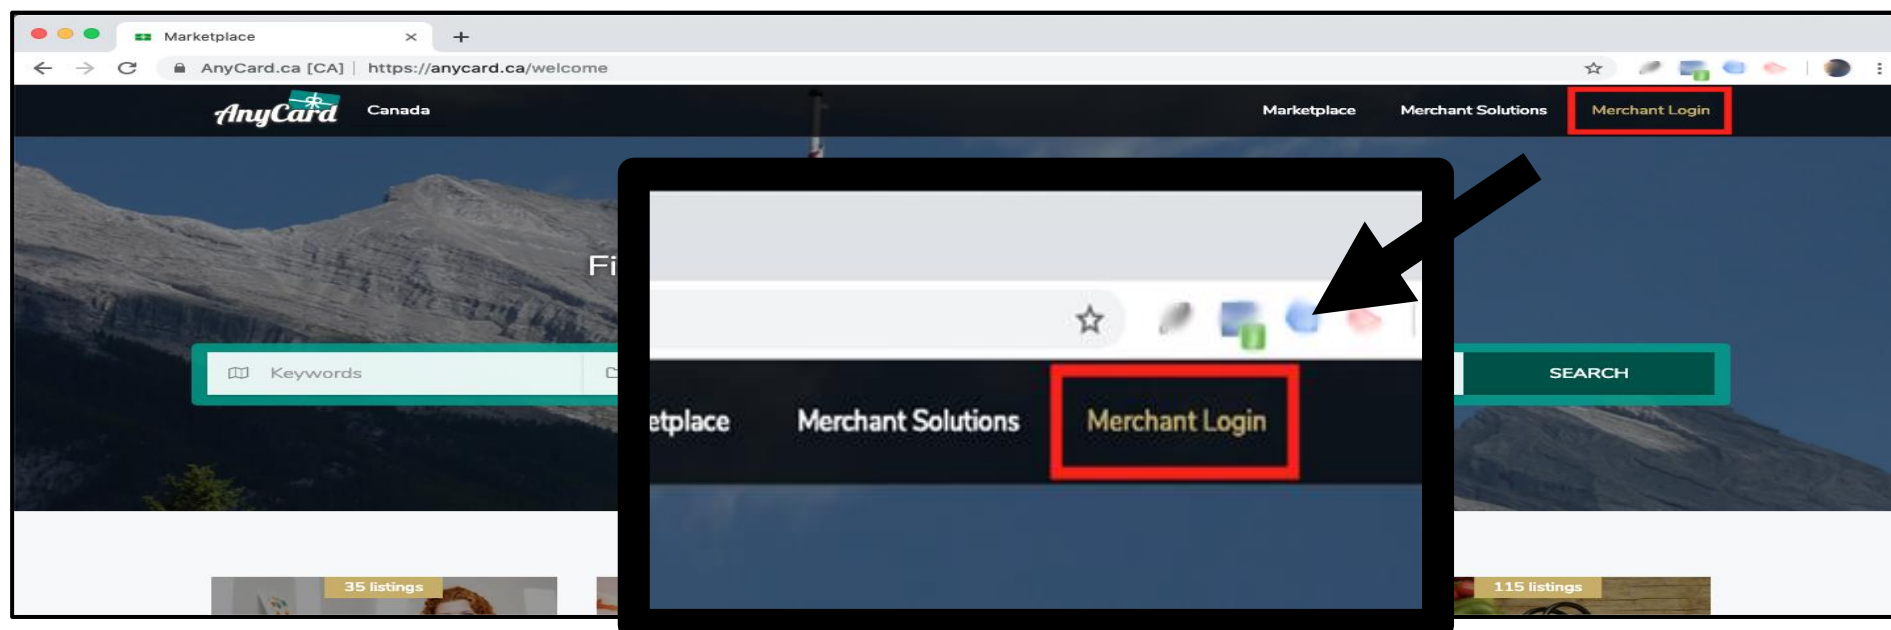 Marketplace
AnyCard.ca [CA] | https://anycard.ca/welcome
AnyCard Canada Marketplace Merchant Solutions Merchant Login
Fi
Keywords
SEARCH
etplace Merchant Solutions Merchant Login
35 listings
115 listings